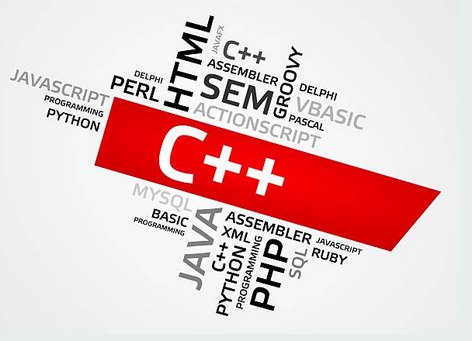 HTML
JAVAFX
C++
ASSEMBLER
GROOVY
DELPHI
PERL
SEM
DELPHI
VBASIC
PASCAL
ACTIONSCRIPT
JAVASCRIPT
PROGRAMMING
PYTHON
C++
MYSQL
BASIC
PROGRAMMING
JAVA
ASSEMBLER
XML
C++
PYTHON
PROGRAMMING
PHP
SQL
JAVASCRIPT
RUBY